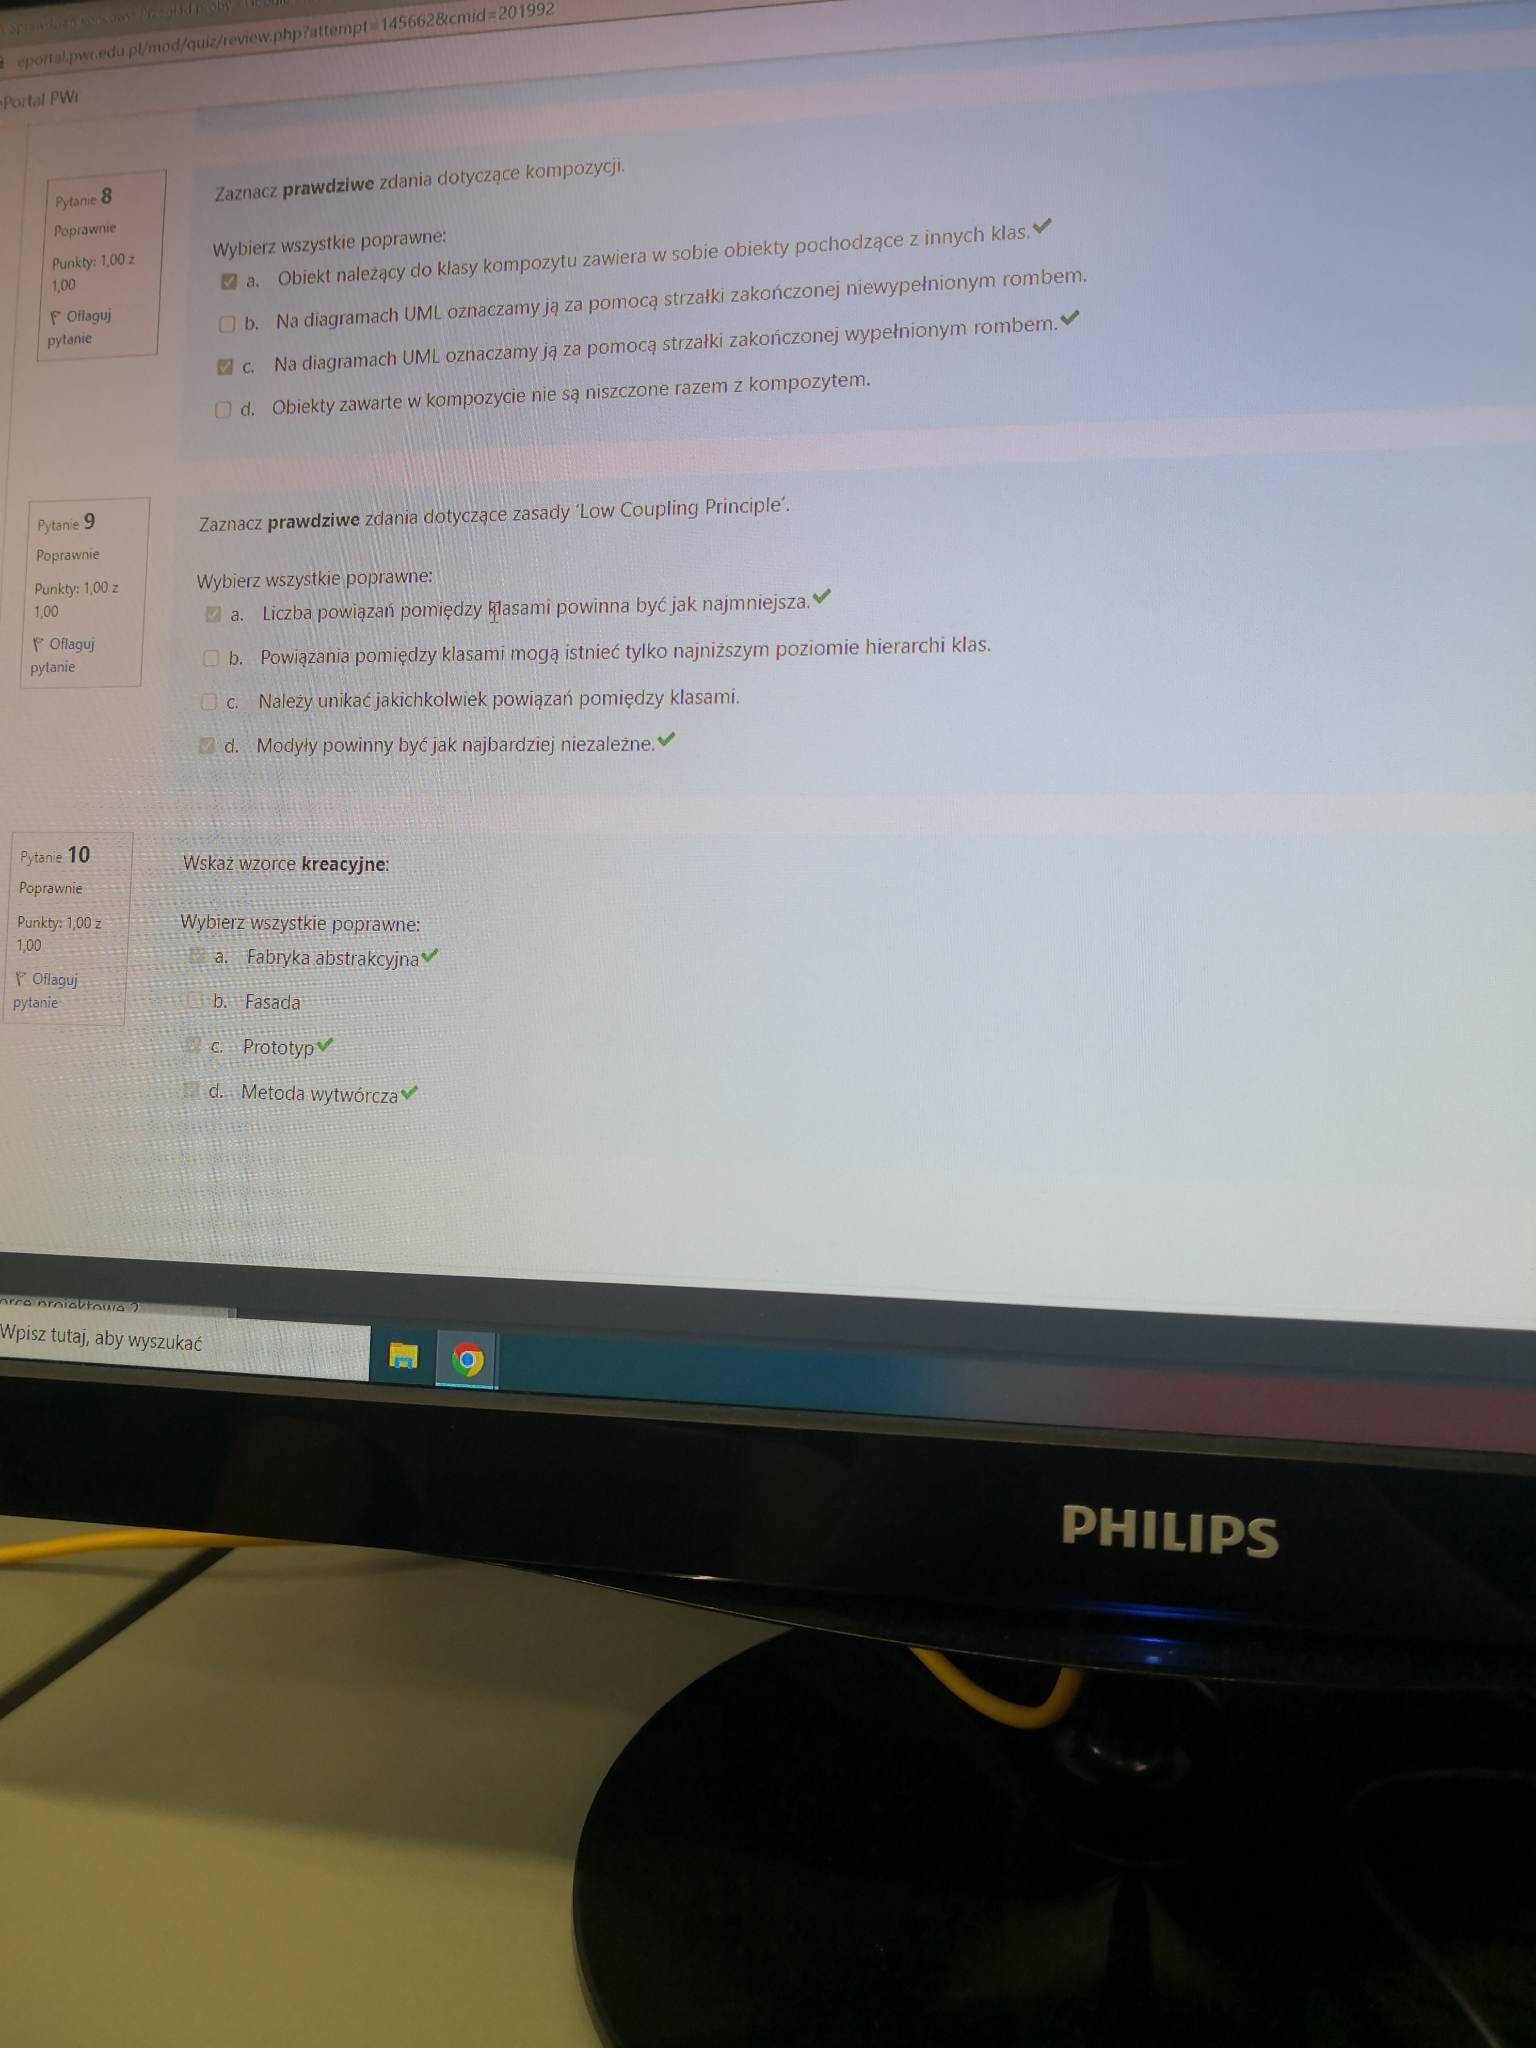 eportal.pwr.edu.pl/mod/quiz/review.php?attempt=145662&cmid=201992
ePortal PWr
Pytanie 8
Poprawnie
Punkty: 1,00 z
1,00
Oflaguj
pytanie
Zaznacz prawdziwe zdania dotyczące kompozycji.
Wybierz wszystkie poprawne:
a. Obiekt należący do klasy kompozytu zawiera w sobie obiekty pochodzące z innych klas.
b. Na diagramach UML oznaczamy ją za pomocą strzałki zakończonej niewypełnionym rombem.
c. Na diagramach UML oznaczamy ją za pomocą strzałki zakończonej wypełnionym rombem.
d. Obiekty zawarte w kompozycie nie są niszczone razem z kompozytem.
Pytanie 9
Poprawnie
Punkty: 1,00 z
1,00
Oflaguj
pytanie
Zaznacz prawdziwe zdania dotyczące zasady 'Low Coupling Principle'.
Wybierz wszystkie poprawne:
a. Liczba powiązań pomiędzy klasami powinna być jak najmniejsza.
b. Powiązania pomiędzy klasami mogą istnieć tylko najniższym poziomie hierarchi klas.
c. Należy unikać jakichkolwiek powiązań pomiędzy klasami.
d. Modyły powinny być jak najbardziej niezależne.
Pytanie 10
Poprawnie
Punkty: 1,00 z
1,00
Oflaguj
pytanie
Wskaż wzorce kreacyjne:
Wybierz wszystkie poprawne:
a. Fabryka abstrakcyjna
b. Fasada
c. Prototyp
d. Metoda wytwórcza
projektowe 2
Wpisz tutaj, aby wyszukać
PHILIPS